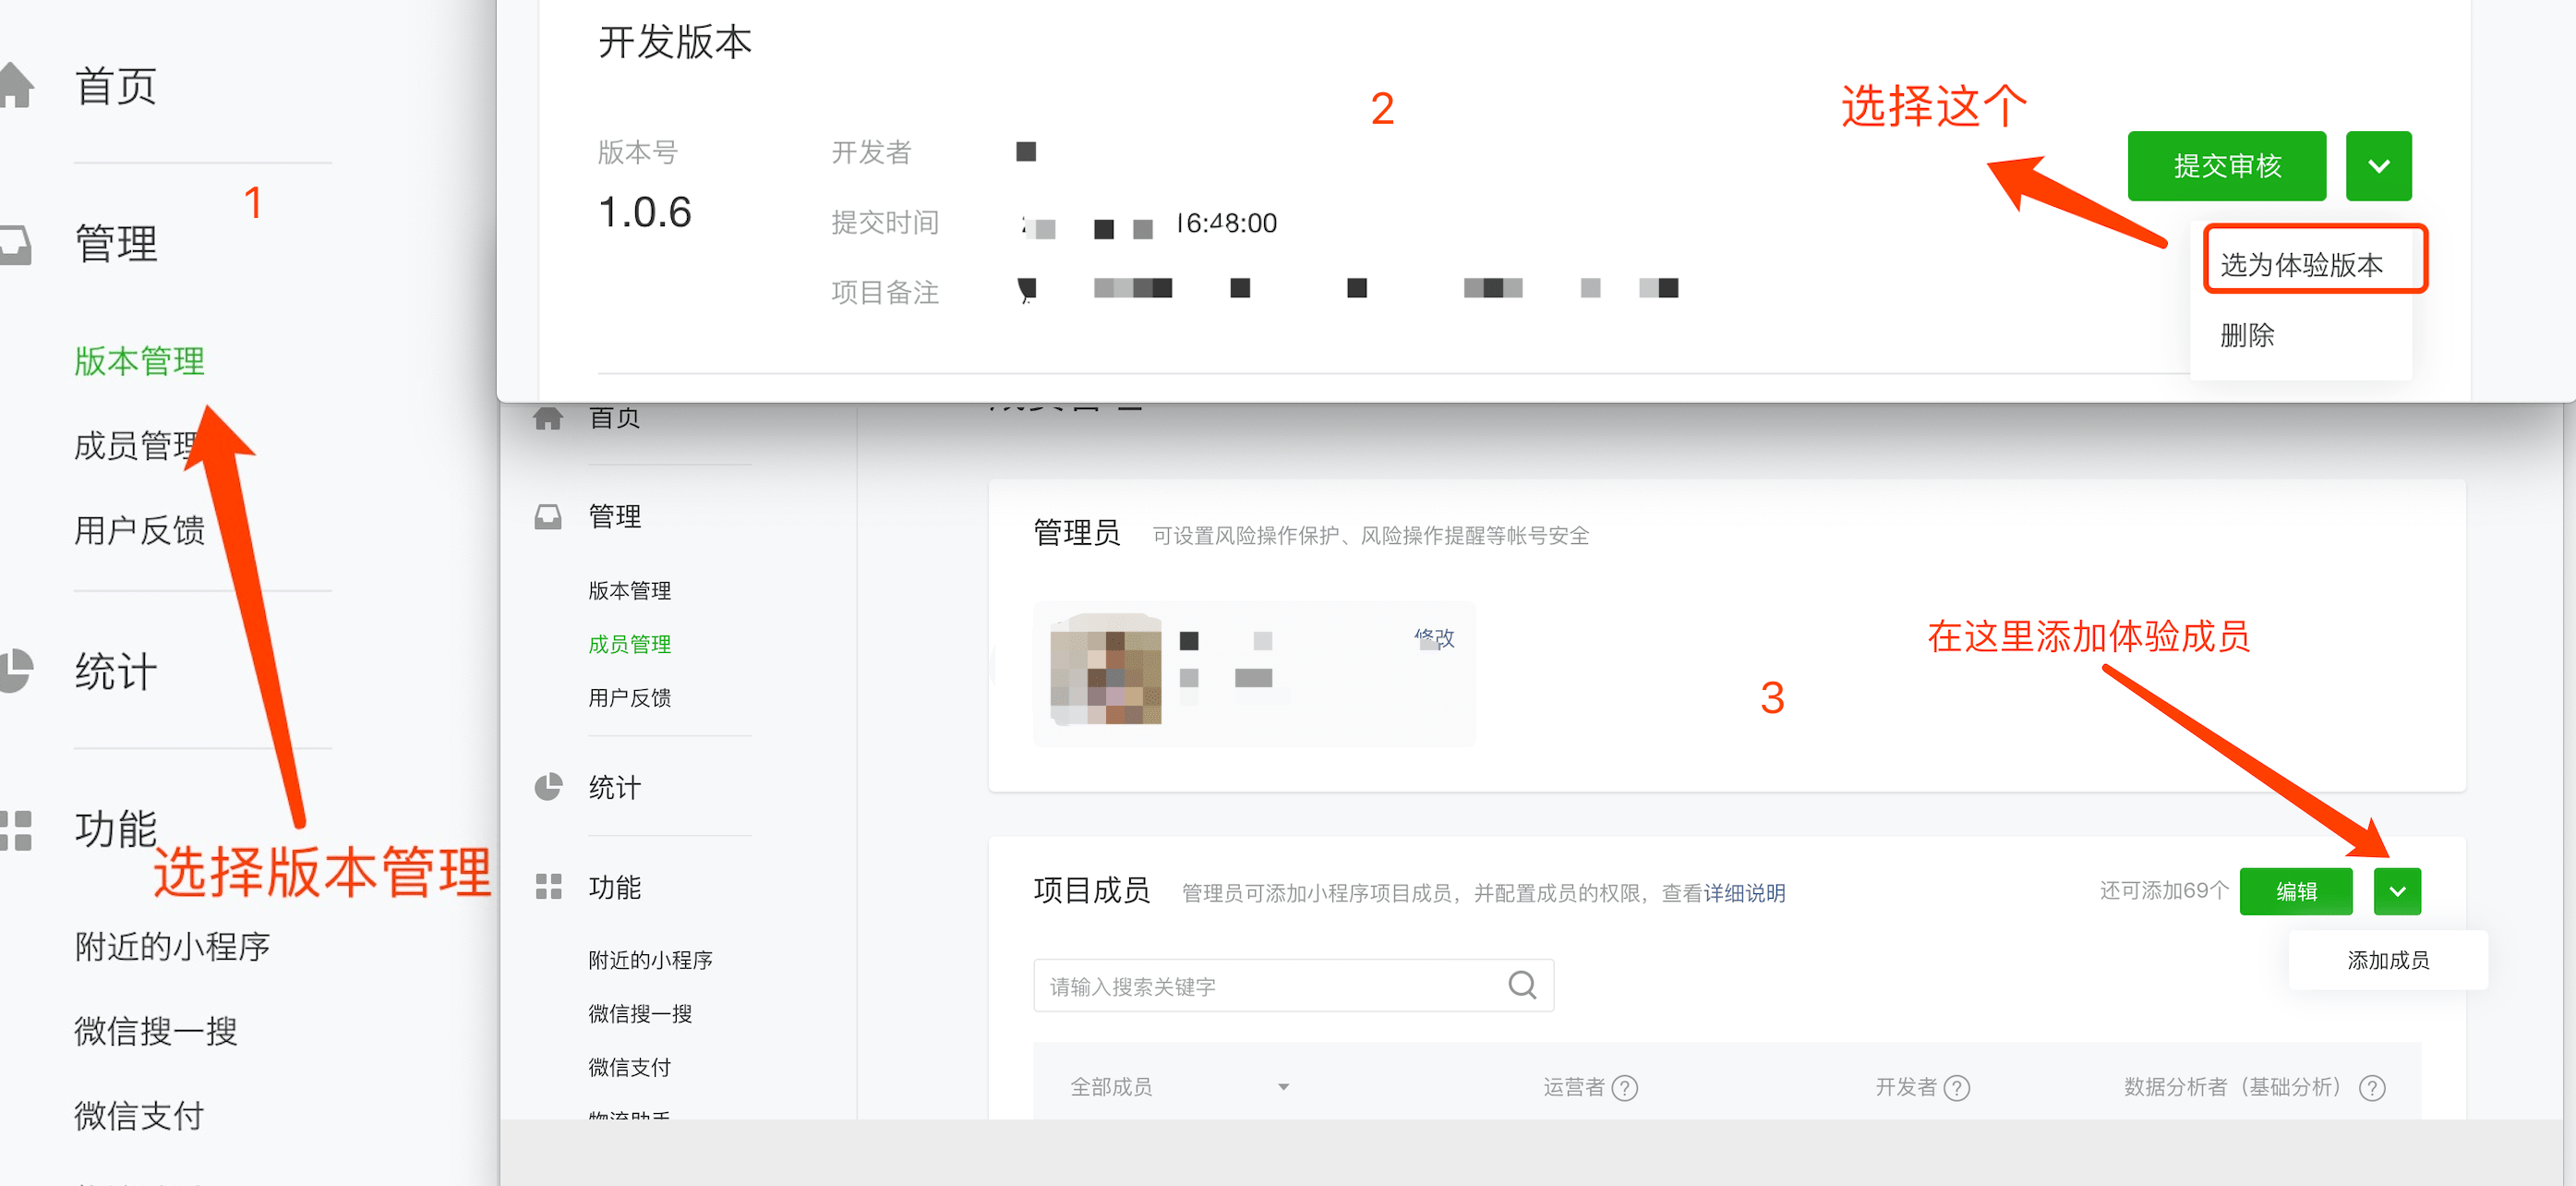 首页
1
管理
版本管理
成员管理
用户反馈
统计
功能
选择版本管理
附近的小程序
微信搜一搜
微信支付
开发版本
2
选择这个
版本号
1.0.6
开发者
提交时间
16:48:00
项目备注
提交审核
选为体验版本
删除
首页
管理
版本管理
成员管理
用户反馈
统计
功能
附近的小程序
微信搜一搜
微信支付
物流助手
成员管理
管理员 可设置风险操作保护、风险操作提醒等帐号安全
修改
3
在这里添加体验成员
项目成员 管理员可添加小程序项目成员，并配置成员的权限，查看详细说明
还可添加69个 编辑
添加成员
请输入搜索关键字
全部成员 运营者 ? 开发者 ? 数据分析者（基础分析） ?